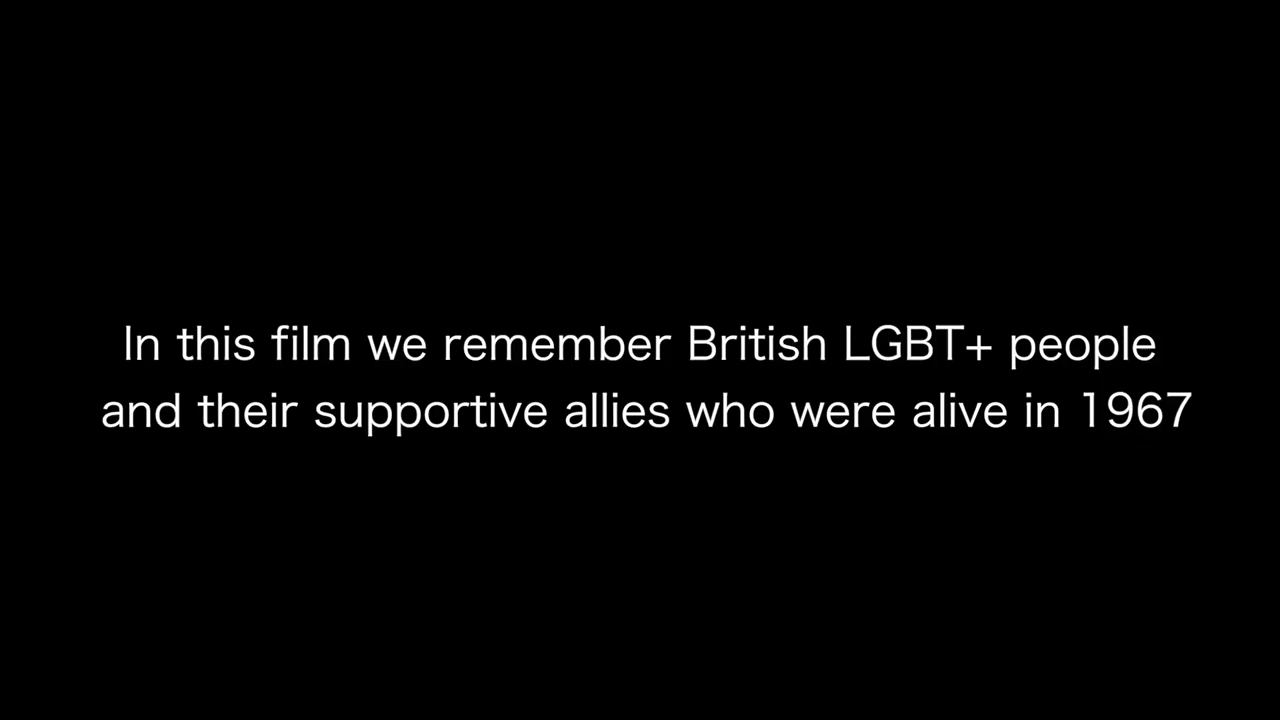 In this film we remember British LGBT+ people
and their supportive allies who were alive in 1967